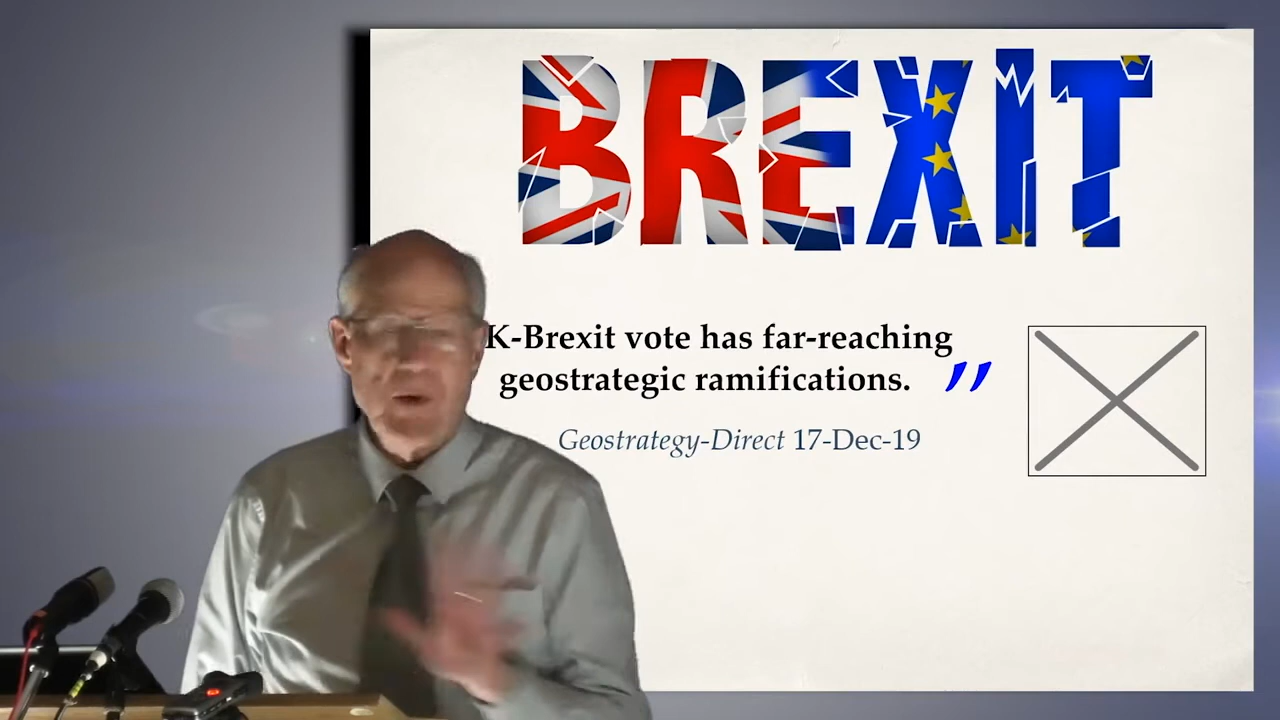 BREXIT
K-Brexit vote has far-reaching
geostrategic ramifications. ”
Geostrategy-Direct 17-Dec-19